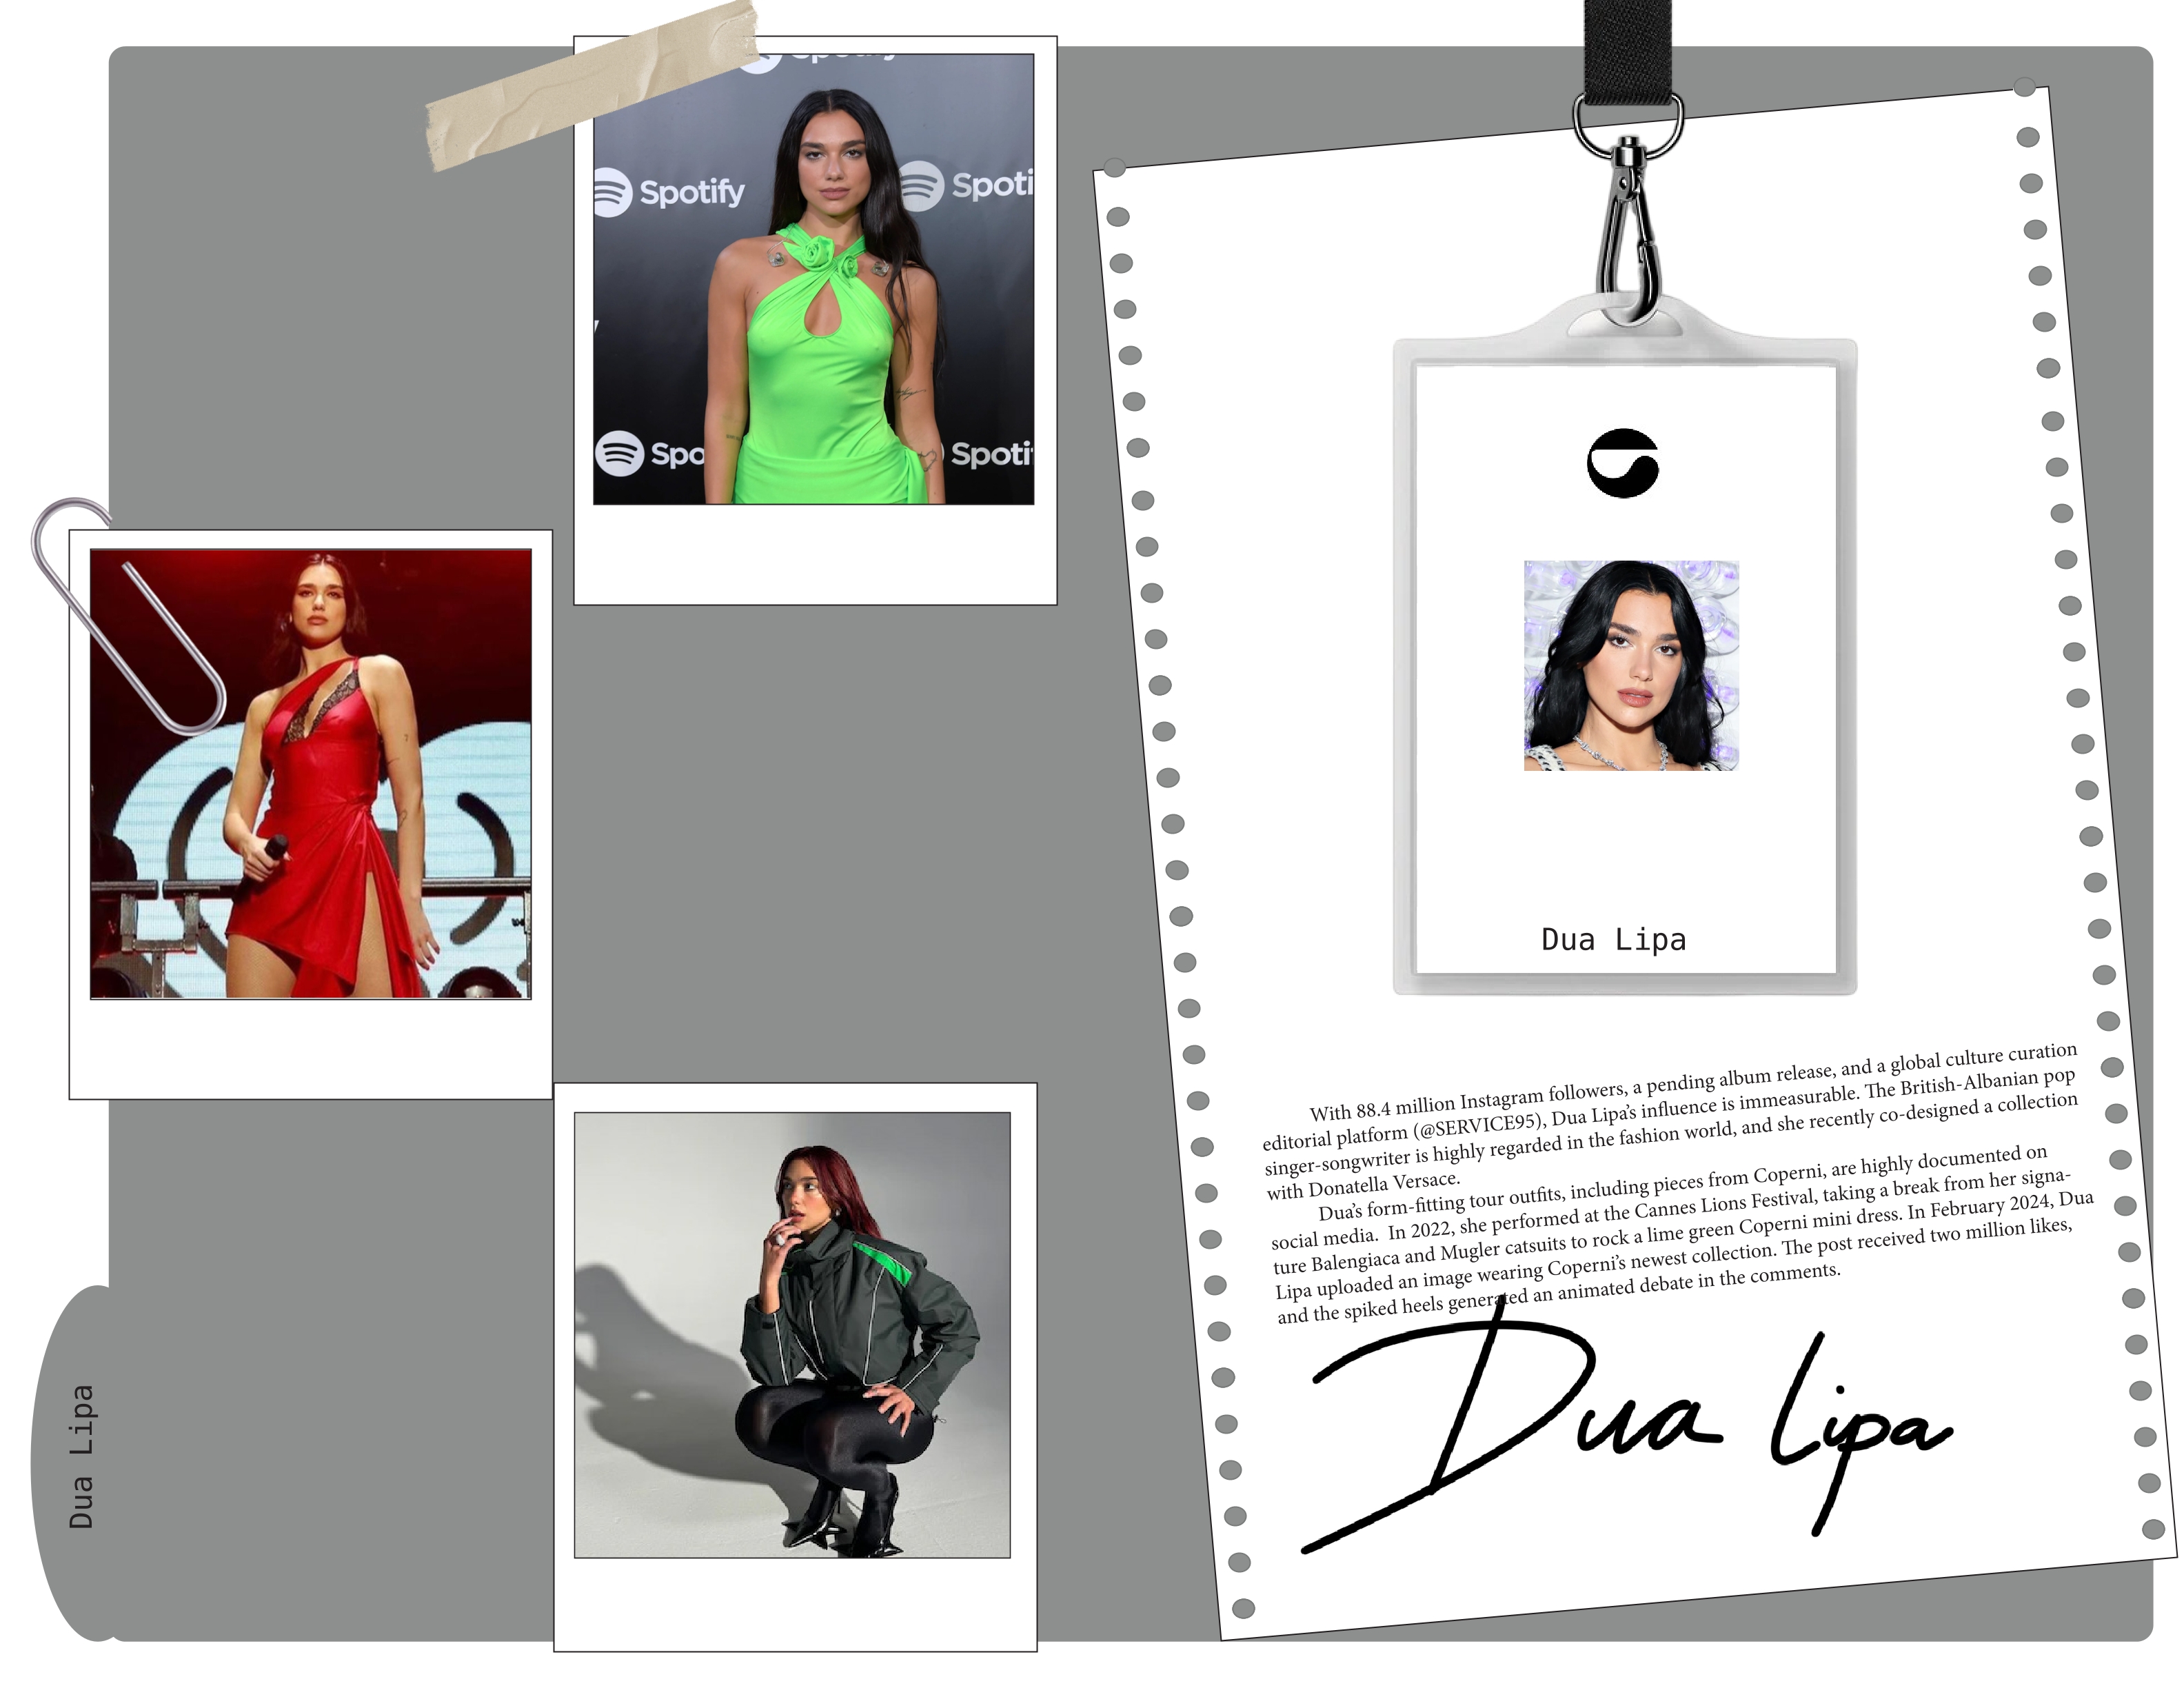 Spotify
Spotify
Spoti
Spo
Spoti
Dua Lipa
Dua Lipa
With 88.4 million Instagram followers, a pending album release, and a global culture curation
editorial platform (@SERVICE95), Dua Lipa’s influence is immeasurable. The British-Albanian pop
singer-songwriter is highly regarded in the fashion world, and she recently co-designed a collection
with Donatella Versace.
Dua’s form-fitting tour outfits, including pieces from Coperni, are highly documented on
social media.  In 2022, she performed at the Cannes Lions Festival, taking a break from her signa-
ture Balengiaca and Mugler catsuits to rock a lime green Coperni mini dress. In February 2024, Dua
Lipa uploaded an image wearing Coperni’s newest collection. The post received two million likes,
and the spiked heels generated an animated debate in the comments.
Dua Lipa